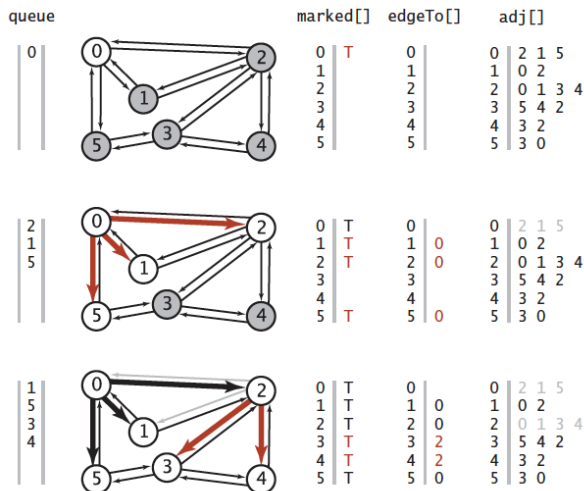 queue marked[] edgeTo[] adj[]
0 0 2 0 T 0 0 2 1 5
1 1 1 1 0 2
1 2 2 2 0 1 3 4
3 3 3 3 5 4 2
5 4 4 4 4 3 2
5 5 5 3 0
2 0 2 0 T 0 0 2 1 5
1 1 T 1 0 1 0 2
5 1 2 T 2 0 2 0 1 3 4
3 3 3 3 5 4 2
5 4 4 4 4 3 2
5 T 5 0 5 3 0
1 0 2 0 T 0 0 2 1 5
5 1 T 1 0 1 0 2
3 1 2 T 2 0 2 0 1 3 4
4 3 3 T 3 2 3 5 4 2
5 4 4 T 4 2 4 3 2
5 T 5 0 5 3 0